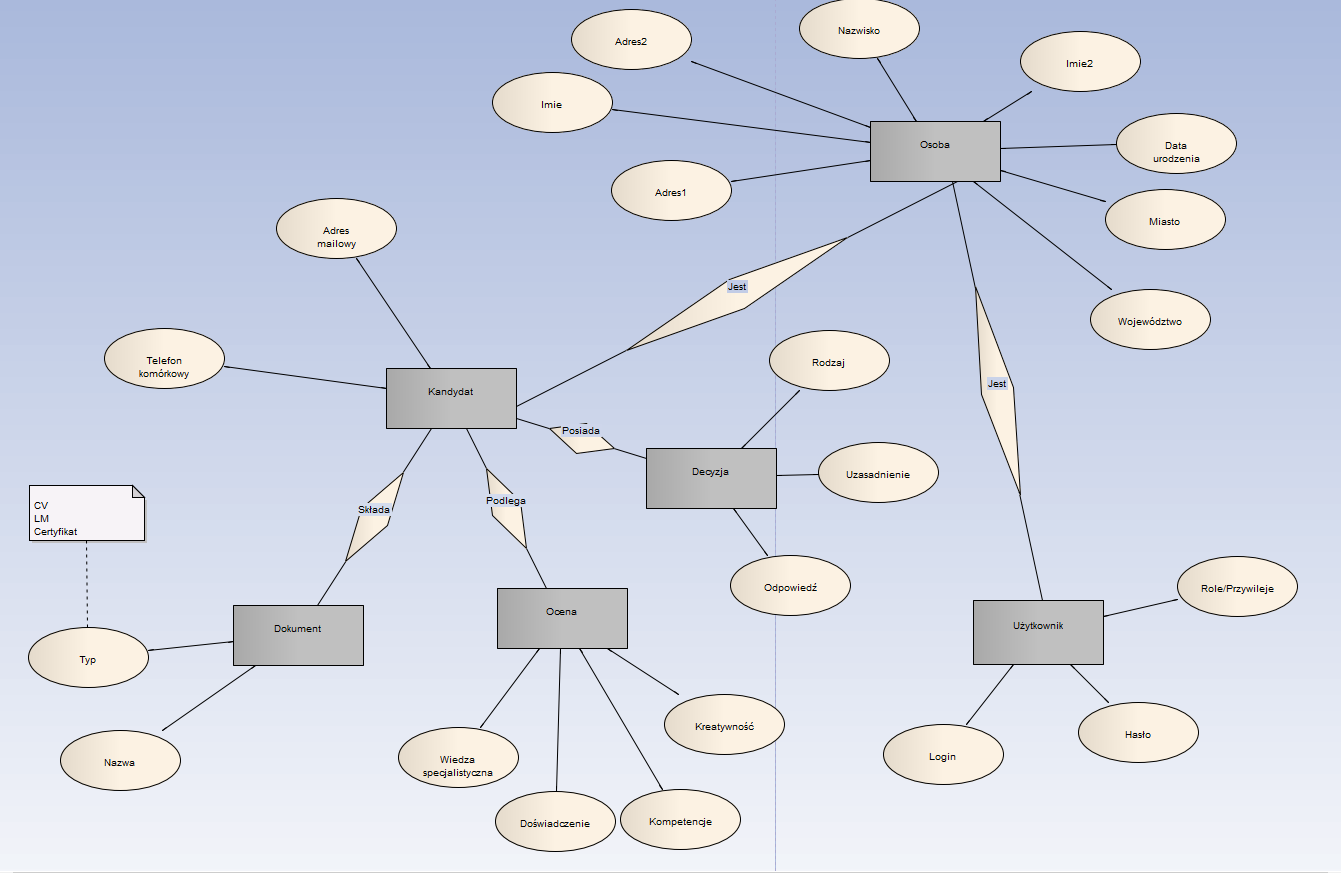 Nazwisko
Adres2
Imie2
Imie
Osoba
Data
urodzenia
Adres1
Miasto
Adres
mailowy
Jest
Województwo
Telefon
komórkowy
Rodzaj
Jest
Kandydat
Posiada
Decyzja
Uzasadnienie
Podlega
Składa
CV
LM
Certyfikat
Odpowiedź
Role/Przywileje
Ocena
Użytkownik
Dokument
Typ
Kreatywność
Hasło
Login
Nazwa
Wiedza
specjalistyczna
Kompetencje
Doświadczenie